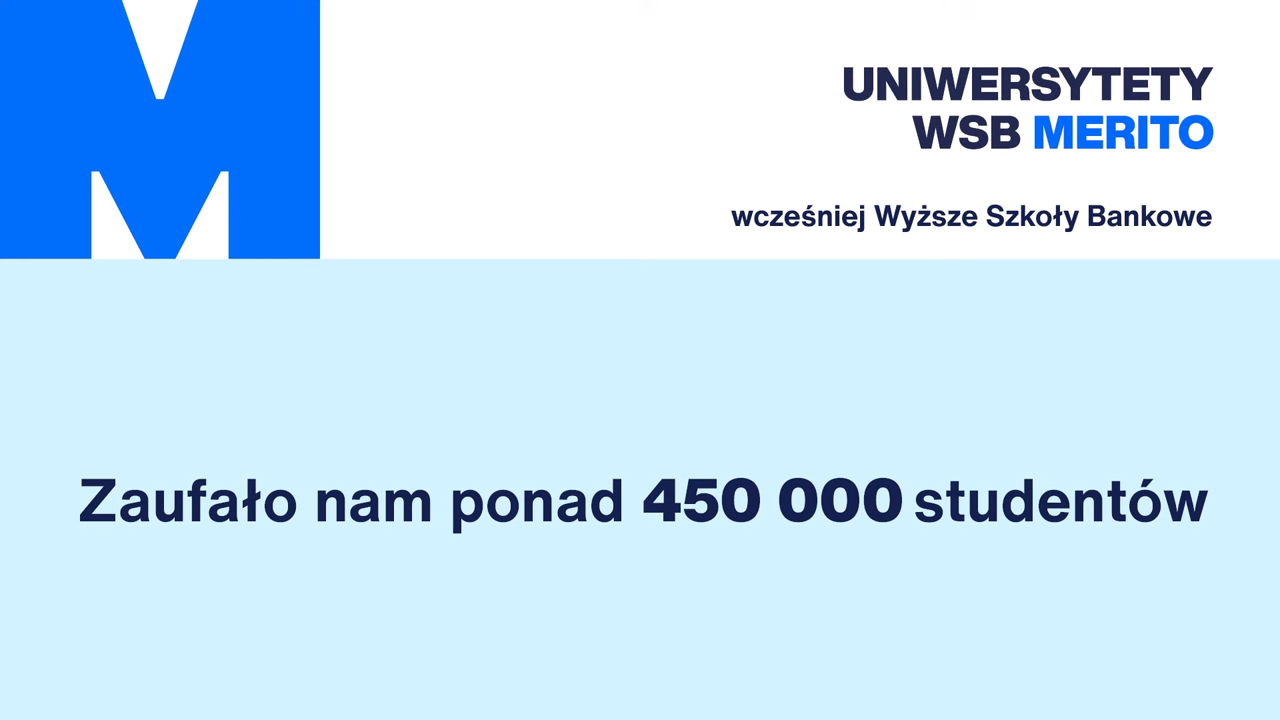 UNIWERSYTETY
WSB MERITO
wcześniej Wyższe Szkoły Bankowe
Zaufało nam ponad 450 000 studentów